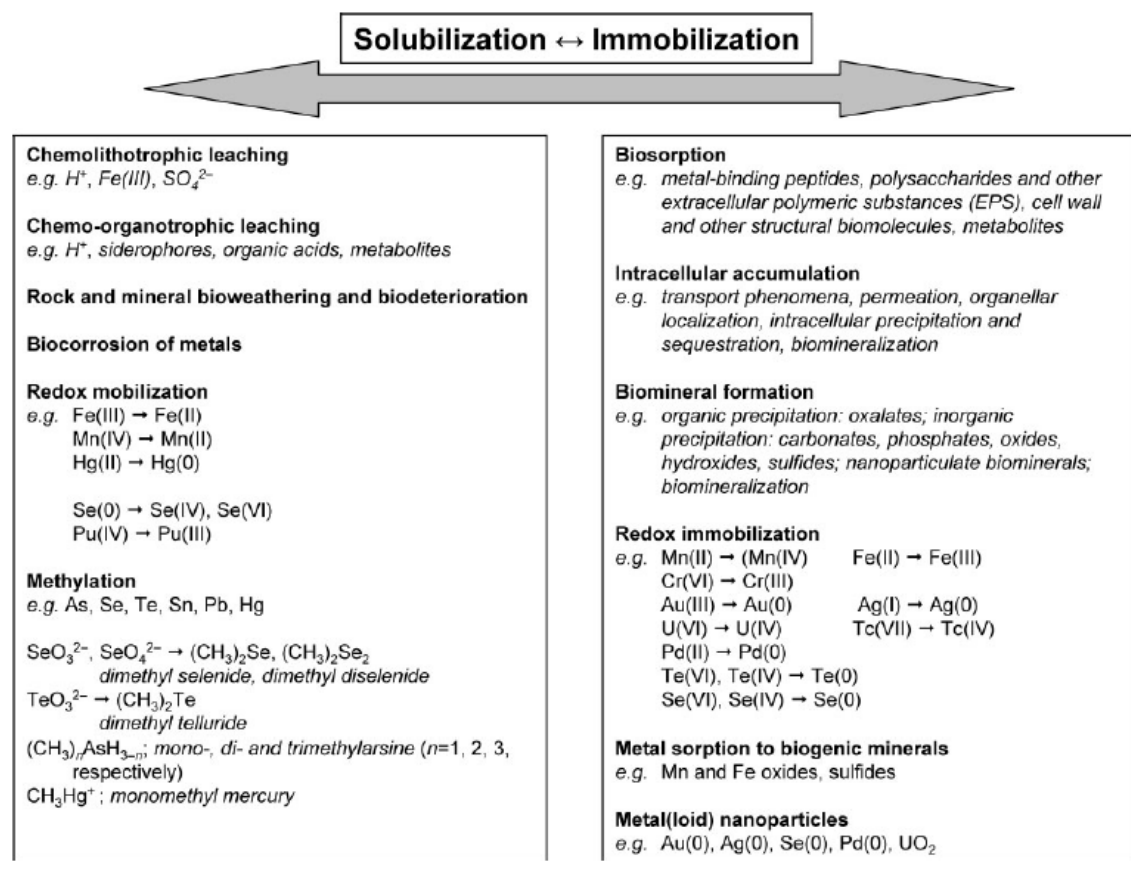 Solubilization ↔ Immobilization
Chemolithotrophic leaching
e.g. H⁺, Fe(III), SO₄²⁻
Chemo-organotrophic leaching
e.g. H⁺, siderophores, organic acids, metabolites
Rock and mineral bioweathering and biodeterioration
Biocorrosion of metals
Redox mobilization
e.g. Fe(III) → Fe(II)
Mn(IV) → Mn(II)
Hg(II) → Hg(0)
Se(0) → Se(IV), Se(VI)
Pu(IV) → Pu(III)
Methylation
e.g. As, Se, Te, Sn, Pb, Hg
SeO₃²⁻, SeO₄²⁻ → (CH₃)₂Se, (CH₃)₂Se₂
dimethyl selenide, dimethyl diselenide
TeO₃²⁻ → (CH₃)₂Te
dimethyl telluride
(CH₃)ₙAsH₃₋ₙ; mono-, di- and trimethylarsine (n=1, 2, 3,
respectively)
CH₃Hg⁺ ; monomethyl mercury
Biosorption
e.g. metal-binding peptides, polysaccharides and other
extracellular polymeric substances (EPS), cell wall
and other structural biomolecules, metabolites
Intracellular accumulation
e.g. transport phenomena, permeation, organellar
localization, intracellular precipitation and
sequestration, biomineralization
Biomineral formation
e.g. organic precipitation: oxalates; inorganic
precipitation: carbonates, phosphates, oxides,
hydroxides, sulfides; nanoparticulate biominerals;
biomineralization
Redox immobilization
e.g. Mn(II) → (Mn(IV) Fe(II) → Fe(III)
Cr(VI) → Cr(III)
Au(III) → Au(0) Ag(I) → Ag(0)
U(VI) → U(IV) Tc(VII) → Tc(IV)
Pd(II) → Pd(0)
Te(VI), Te(IV) → Te(0)
Se(VI), Se(IV) → Se(0)
Metal sorption to biogenic minerals
e.g. Mn and Fe oxides, sulfides
Metal(loid) nanoparticles
e.g. Au(0), Ag(0), Se(0), Pd(0), UO₂